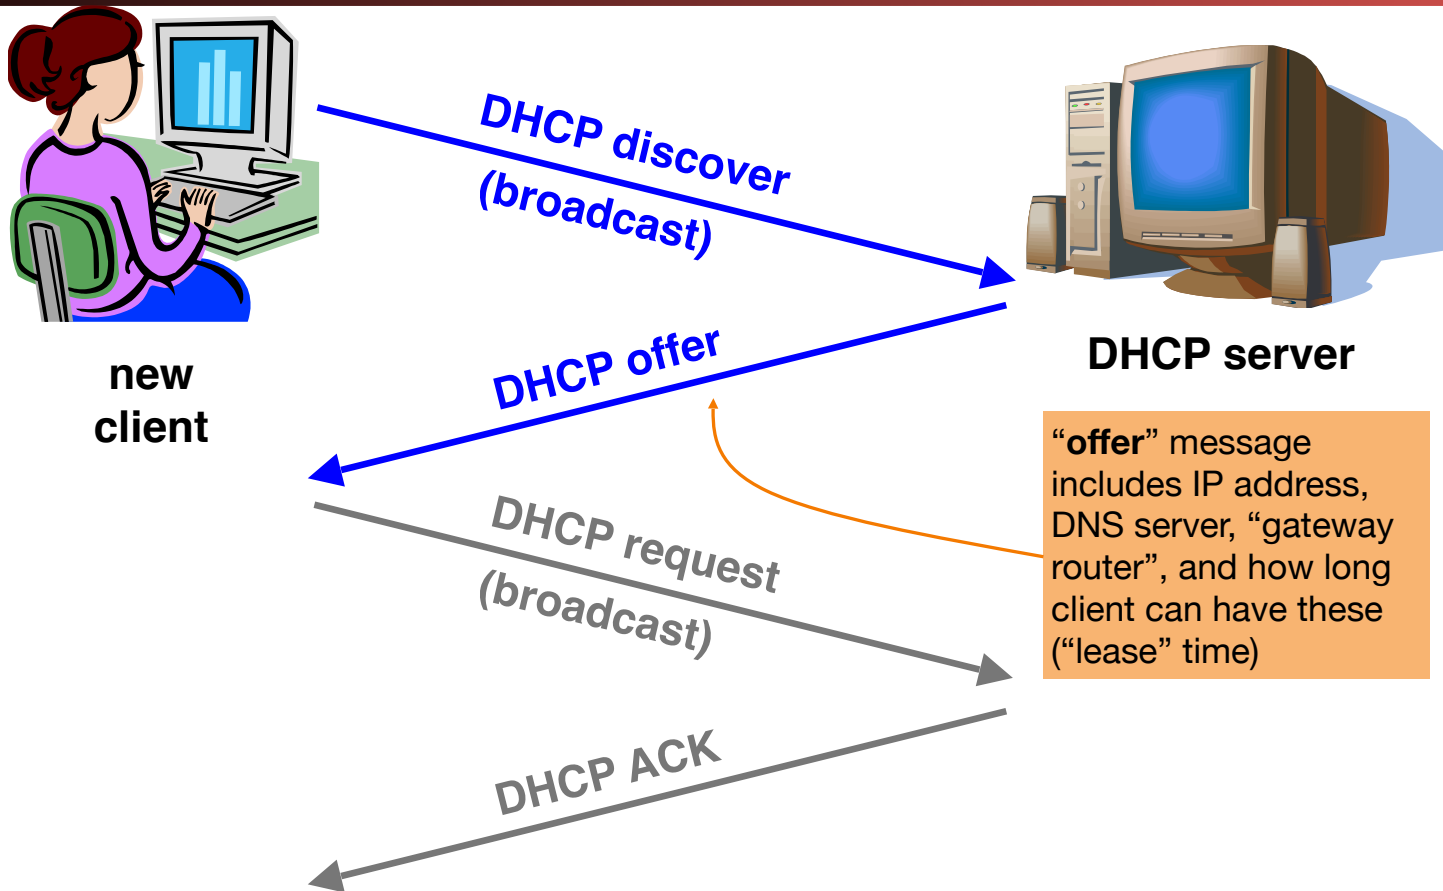 DHCP discover
(broadcast)
DHCP offer
new
client
DHCP server
“offer” message
includes IP address,
DNS server, “gateway
router”, and how long
client can have these
(“lease” time)
DHCP request
(broadcast)
DHCP ACK